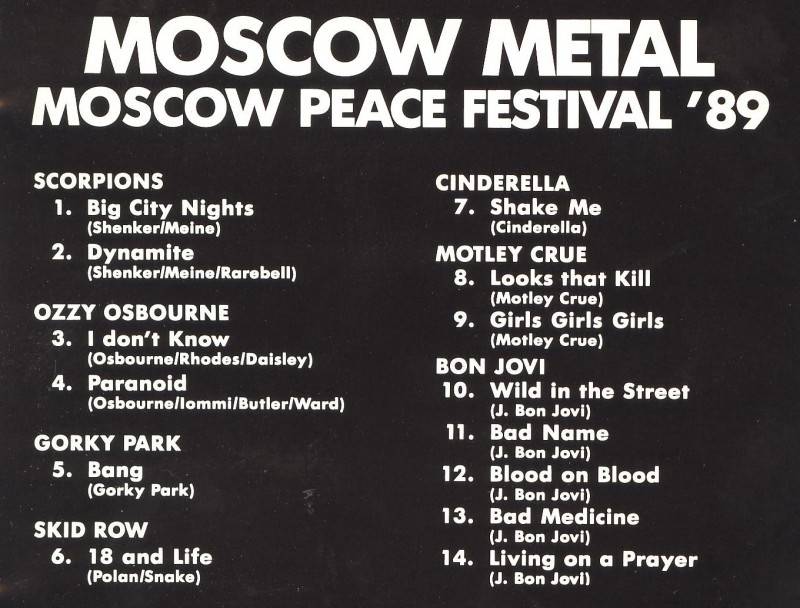 MOSCOW METAL
MOSCOW PEACE FESTIVAL '89
SCORPIONS
1. Big City Nights
(Shenker/Meine)
2. Dynamite
(Shenker/Meine/Rarebell)
OZZY OSBOURNE
3. I don't Know
(Osbourne/Rhodes/Daisley)
4. Paranoid
(Osbourne/Iommi/Butler/Ward)
GORKY PARK
5. Bang
(Gorky Park)
SKID ROW
6. 18 and Life
(Polan/Snake)
CINDERELLA
7. Shake Me
(Cinderella)
MOTLEY CRUE
8. Looks that Kill
(Motley Crue)
9. Girls Girls Girls
(Motley Crue)
BON JOVI
10. Wild in the Street
(J. Bon Jovi)
11. Bad Name
(J. Bon Jovi)
12. Blood on Blood
(J. Bon Jovi)
13. Bad Medicine
(J. Bon Jovi)
14. Living on a Prayer
(J. Bon Jovi)